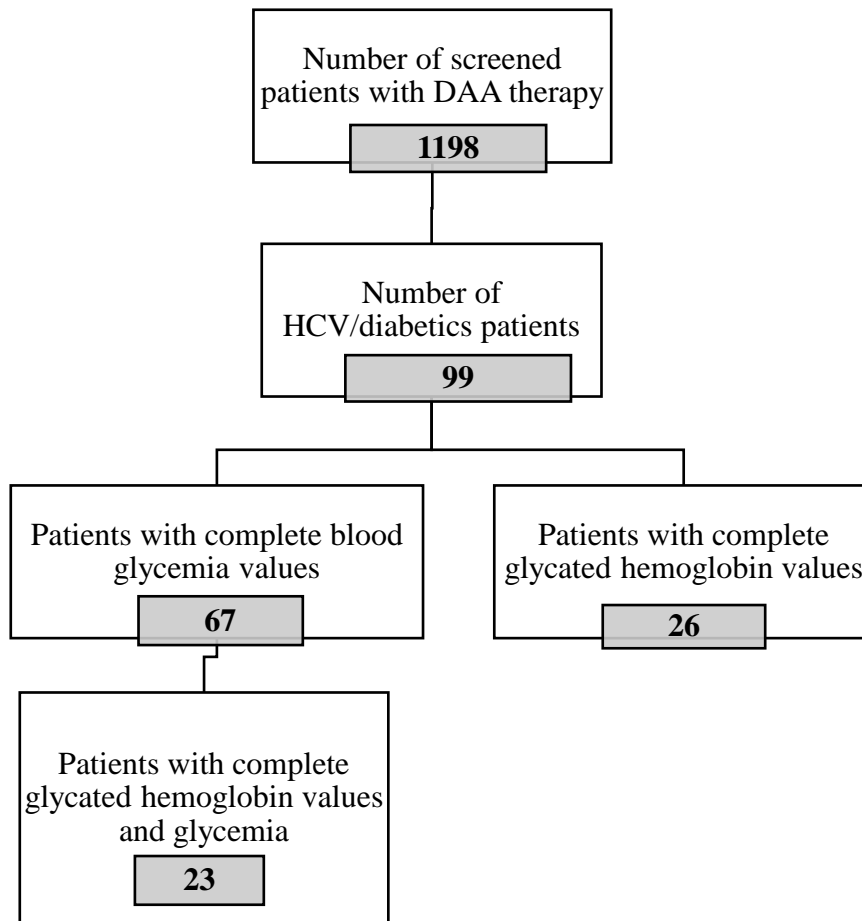 Number of screened
patients with DAA therapy
1198
Number of
HCV/diabetics patients
99
Patients with complete blood
glycemia values
67
Patients with complete
glycated hemoglobin values
26
Patients with complete
glycated hemoglobin values
and glycemia
23